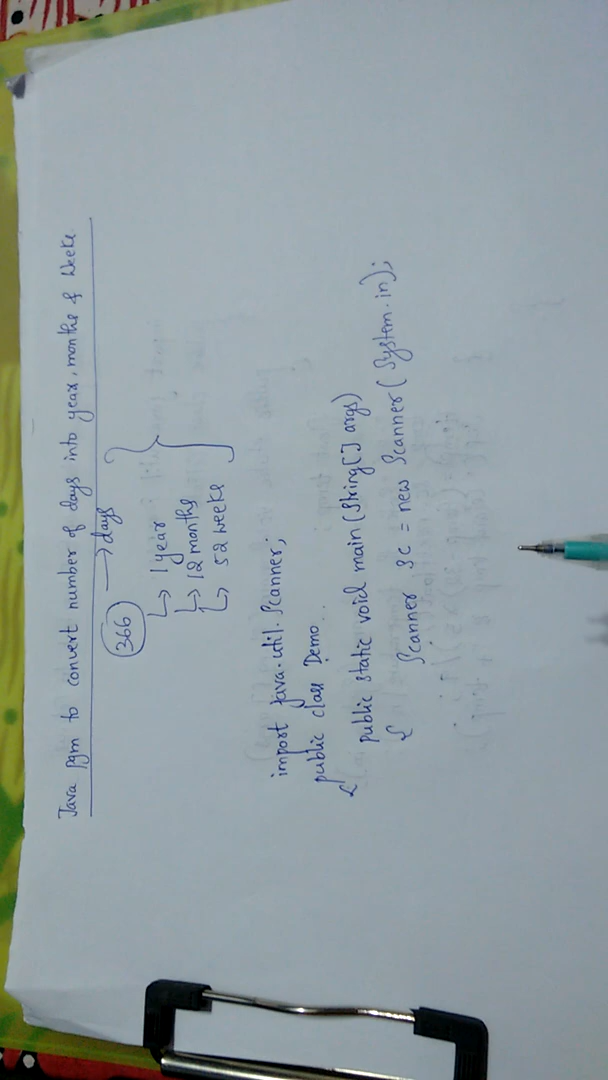 Java pgm to convert number of days into year, months & Weeks
366 → days
↳ 1 year
↳ 12 months
↳ 52 weeks
import java.util.Scanner;
public class Demo
{
public static void main(String[] args)
{
Scanner sc = new Scanner(System.in);